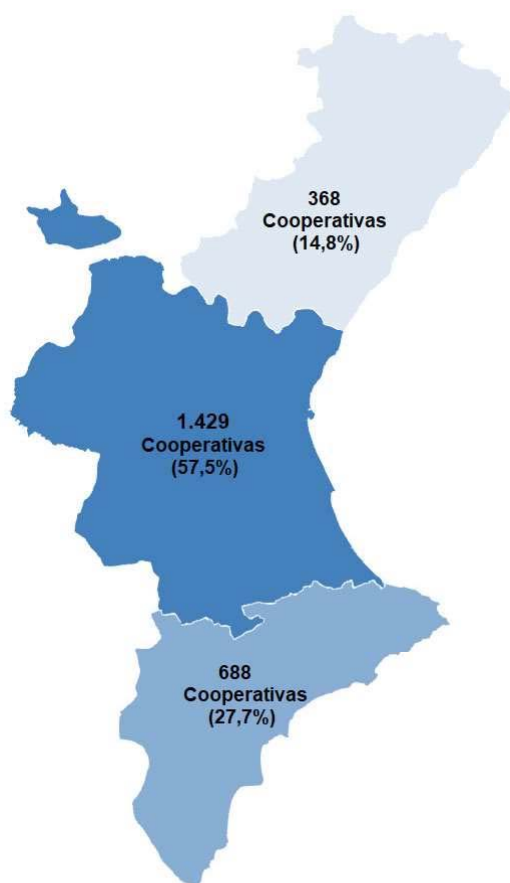 368
Cooperativas
(14,8%)
1.429
Cooperativas
(57,5%)
688
Cooperativas
(27,7%)